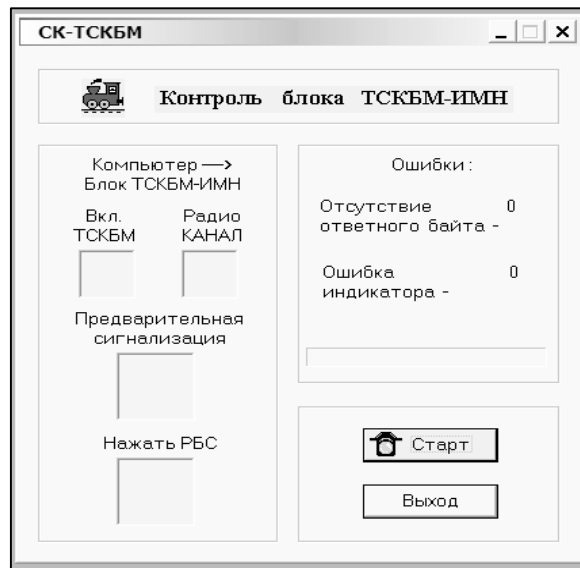 СК-ТСКБМ
Контроль блока ТСКБМ-ИМН
Компьютер —>
Блок ТСКБМ-ИМН
Вкл.
ТСКБМ
Радио
КАНАЛ
Предварительная
сигнализация
Нажать РБС
Ошибки :
Отсутствие 0
ответного байта -
Ошибка 0
индикатора -
Старт
Выход